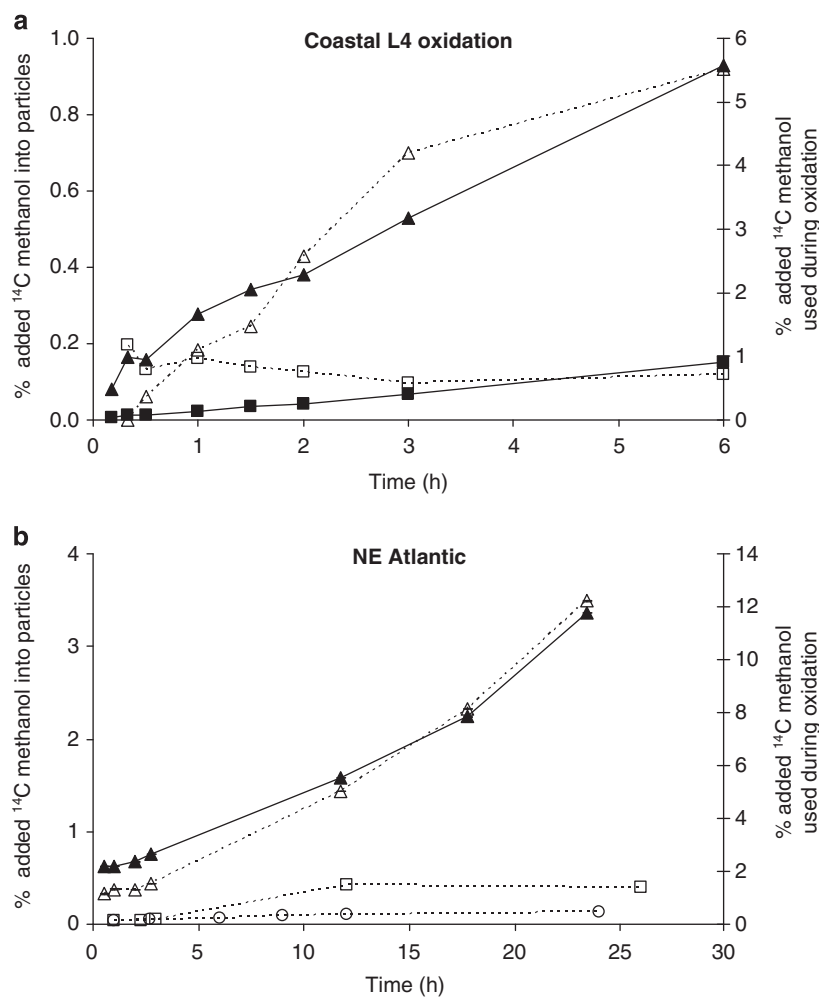 a
Coastal L4 oxidation
% added ¹⁴C methanol into particles
1.0
0.8
0.6
0.4
0.2
0.0
% added ¹⁴C methanol
used during oxidation
6
5
4
3
2
1
0
0 1 2 3 4 5 6
Time (h)
b
NE Atlantic
% added ¹⁴C methanol into particles
4
3
2
1
0
% added ¹⁴C methanol
used during oxidation
14
12
10
8
6
4
2
0
0 5 10 15 20 25 30
Time (h)